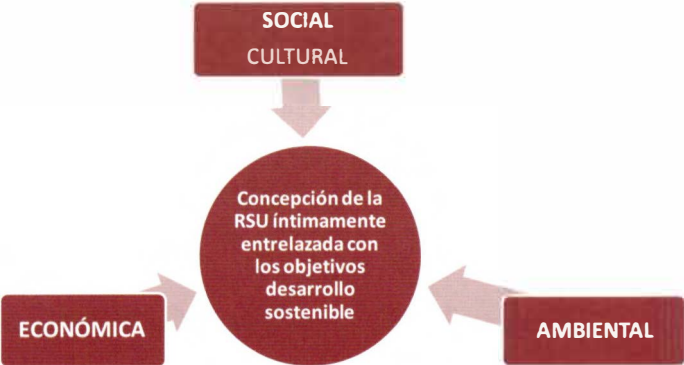 SOCIAL
CULTURAL
Concepción de la
RSU íntimamente
entrelazada con
los objetivos
desarrollo
sostenible
ECONÓMICA
AMBIENTAL